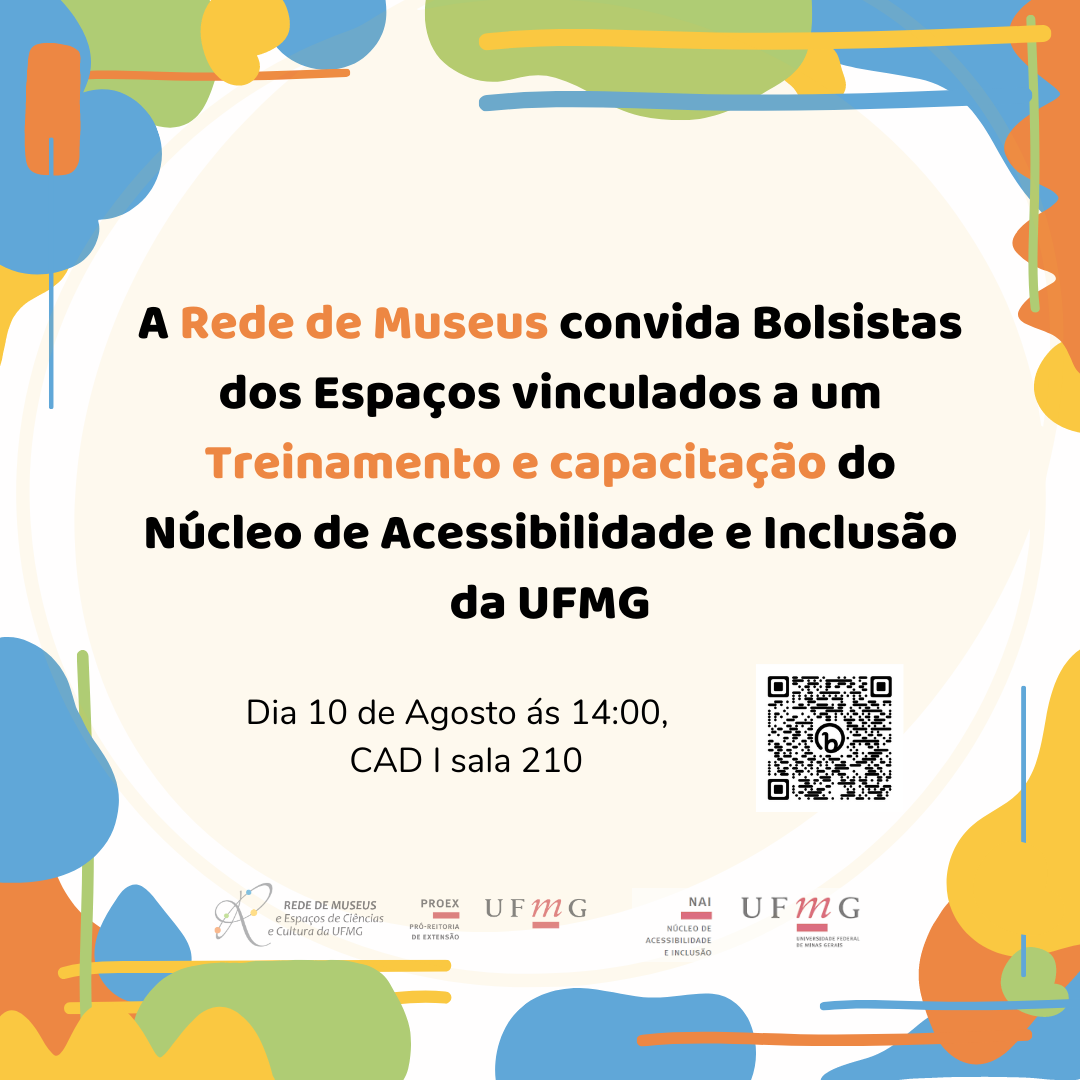 A Rede de Museus convida Bolsistas
dos Espaços vinculados a um
Treinamento e capacitação do
Núcleo de Acessibilidade e Inclusão
da UFMG
Dia 10 de Agosto ás 14:00,
CAD I sala 210
REDE DE MUSEUS
e Espaços de Ciências
e Cultura da UFMG
PROEX
PRÓ-REITORIA
DE EXTENSÃO
UFmG
NAI
NÚCLEO DE
ACESSIBILIDADE
E INCLUSÃO
UFmG
UNIVERSIDADE FEDERAL
DE MINAS GERAIS